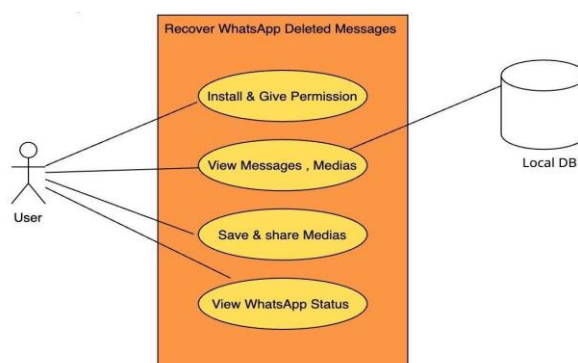 Recover WhatsApp Deleted Messages
Install & Give Permission
View Messages , Medias
Local DB
User
Save & share Medias
View WhatsApp Status